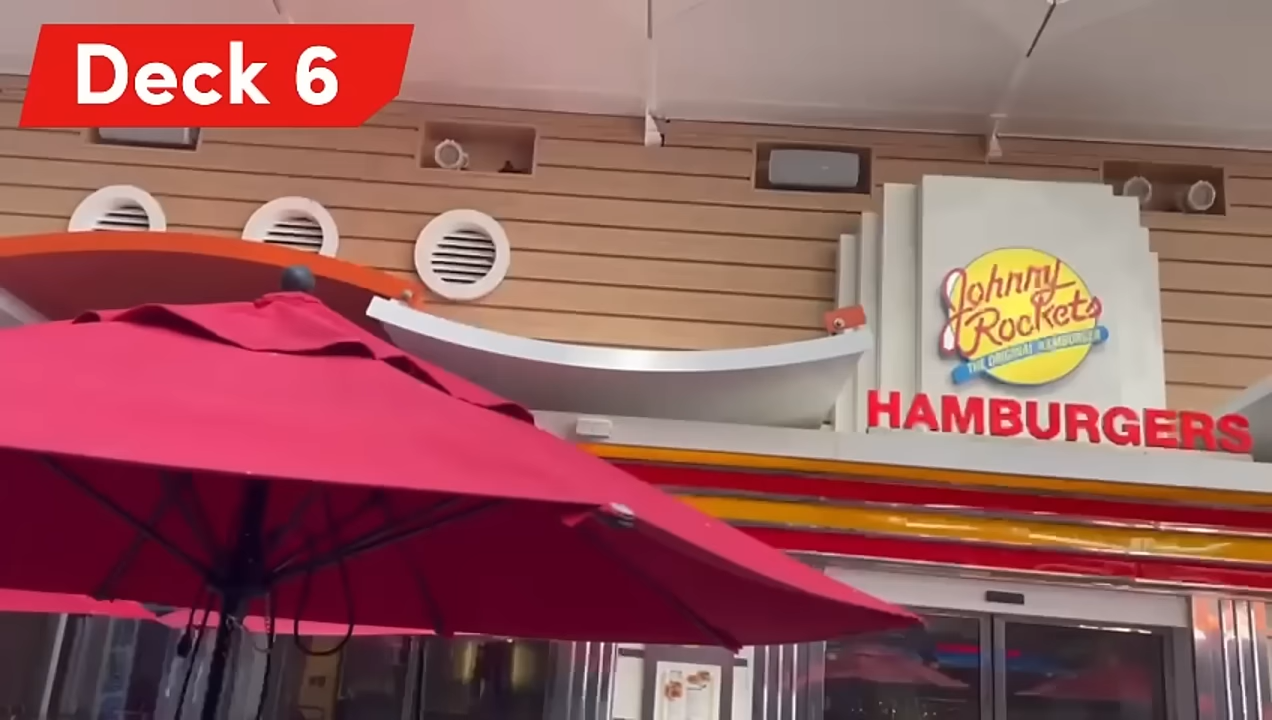 Deck 6
Johnny
Rockets
THE ORIGINAL HAMBURGER
HAMBURGERS